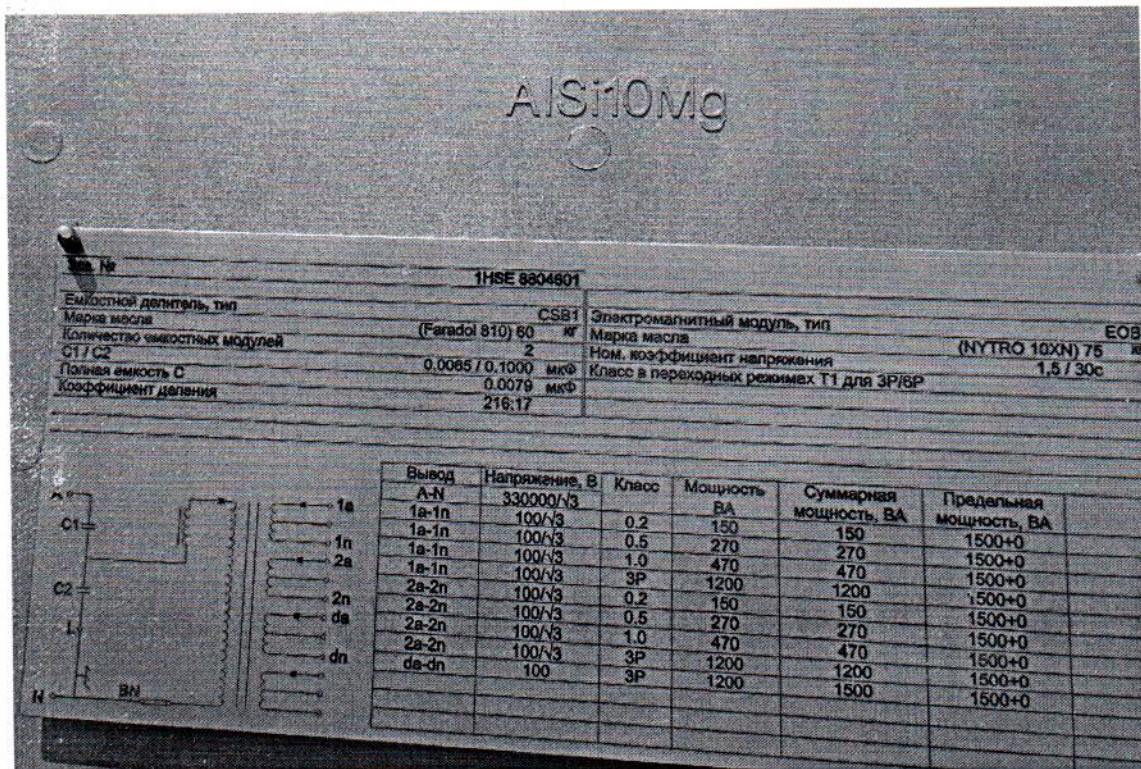 AlSi10Mg
Зав. № 1HSE 8804601
Емкостной делитель, тип CSB1
Марка масла (Faradol 810) 60 кг
Количество емкостных модулей 2
C1 / C2 0.0085 / 0.1000 мкФ
Полная емкость C 0.0079 мкФ
Коэффициент деления 216;17
Электромагнитный модуль, тип EOB
Марка масла (NYTRO 10XN) 75
Ном. коэффициент напряжения 1,5 / 30с
Класс в переходных режимах T1 для 3P/6P
A
C1
C2
L
N
BN
1a
1n
2a
2n
da
dn
Вывод Напряжение, В Класс Мощность ВА Суммарная мощность, ВА Предельная мощность, ВА
A-N 330000/√3
1a-1n 100/√3 0.2 150 150 1500+0
1a-1n 100/√3 0.5 270 270 1500+0
1a-1n 100/√3 1.0 470 470 1500+0
1a-1n 100/√3 3P 1200 1200 1500+0
2a-2n 100/√3 0.2 150 150 1500+0
2a-2n 100/√3 0.5 270 270 1500+0
2a-2n 100/√3 1.0 470 470 1500+0
2a-2n 100/√3 3P 1200 1200 1500+0
da-dn 100 3P 1200 1500 1500+0